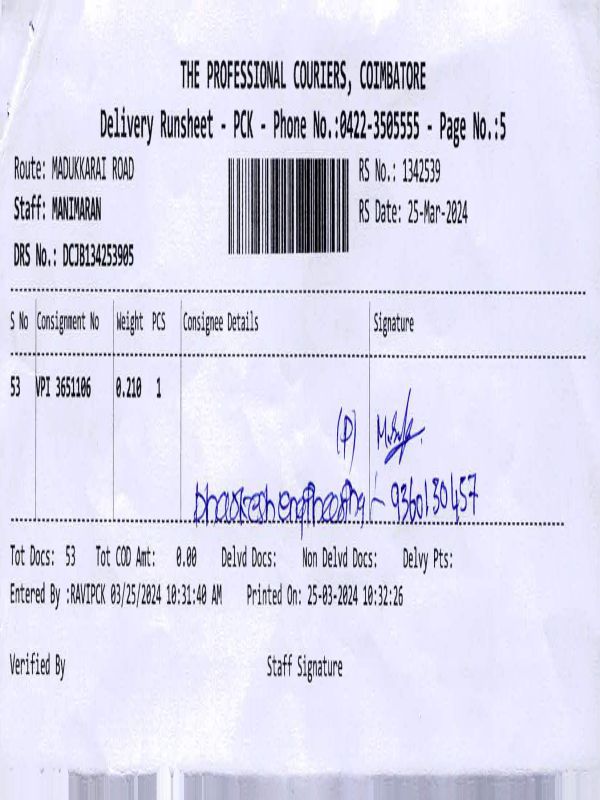 THE PROFESSIONAL COURIERS, COIMBATORE
Delivery Runsheet - PCK - Phone No.:0422-3505555 - Page No.:5
Route: MADUKKARAI ROAD RS No.: 1342539
Staff: MANIMARAN RS Date: 25-Mar-2024
DRS No.: DCJB134253905
S No Consignment No Weight PCS Consignee Details Signature
53 VPI 3651106 0.210 1
(P)
engineering - 9360130457
Tot Docs: 53 Tot COD Amt: 0.00 Delvd Docs: Non Delvd Docs: Delvy Pts:
Entered By :RAVIPCK 03/25/2024 10:31:40 AM Printed On: 25-03-2024 10:32:26
Verified By Staff Signature